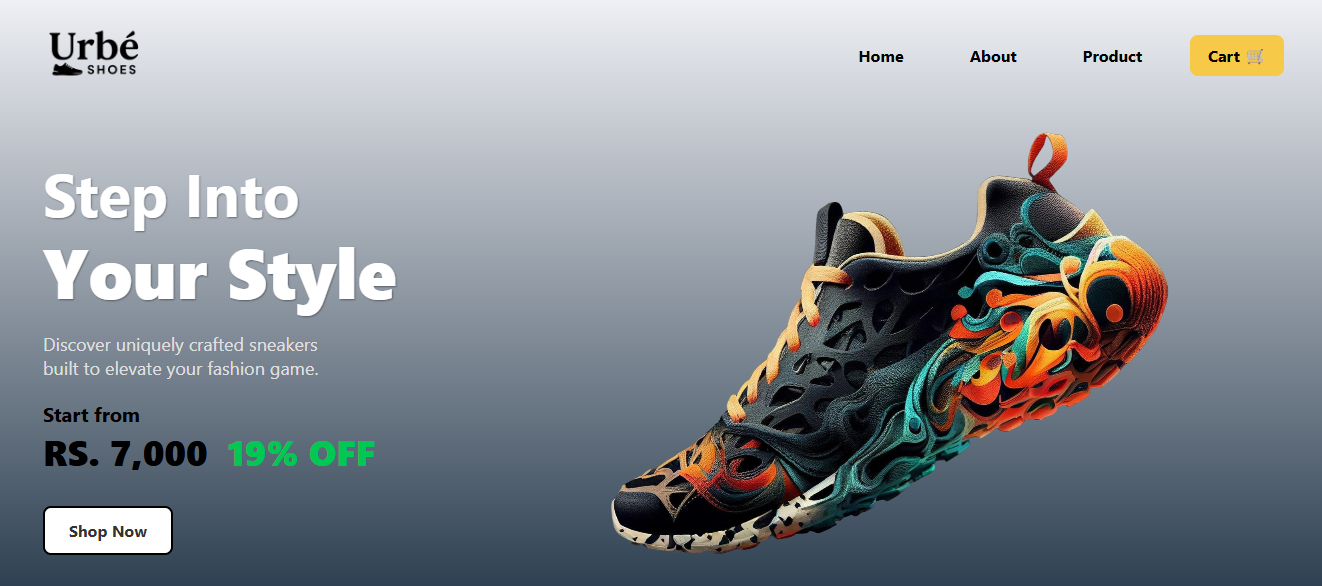 Urbé
SHOES
Home About Product Cart 🛒
Step Into
Your Style
Discover uniquely crafted sneakers
built to elevate your fashion game.
Start from
RS. 7,000 19% OFF
Shop Now